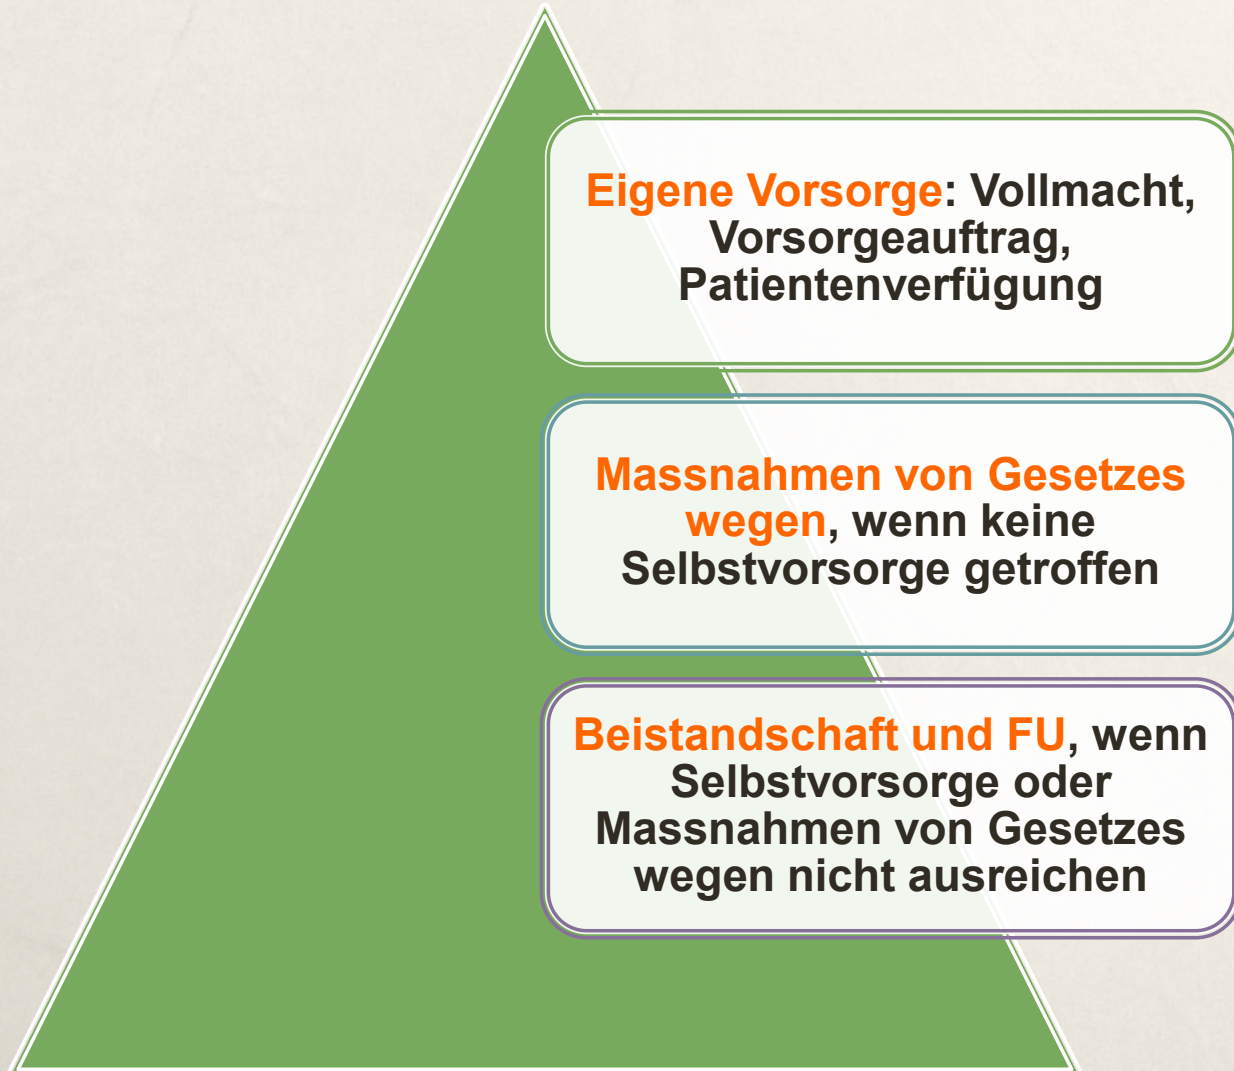 Eigene Vorsorge: Vollmacht,
Vorsorgeauftrag,
Patientenverfügung
Massnahmen von Gesetzes
wegen, wenn keine
Selbstvorsorge getroffen
Beistandschaft und FU, wenn
Selbstvorsorge oder
Massnahmen von Gesetzes
wegen nicht ausreichen